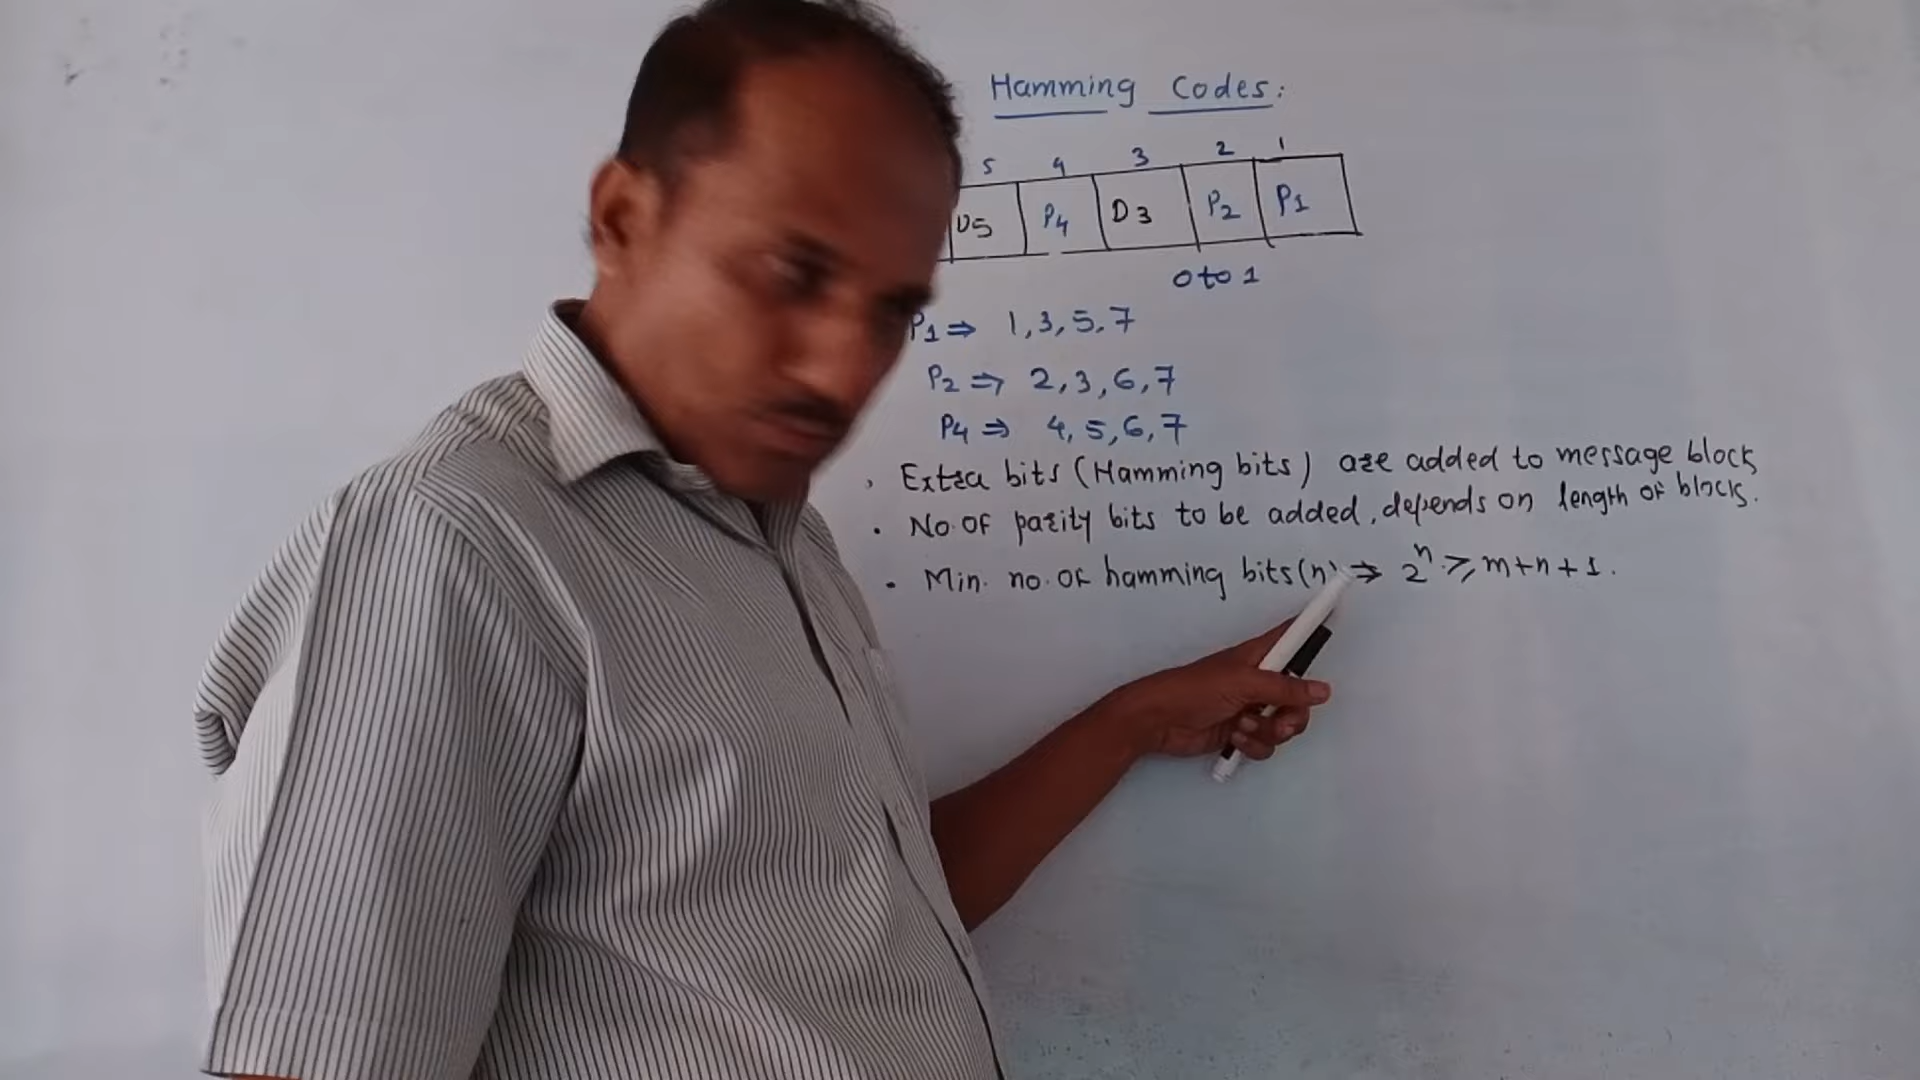 Hamming Codes:
5 4 3 2 1
D5 P4 D3 P2 P1
0 to 1
P1 ⇒ 1,3,5,7
P2 ⇒ 2,3,6,7
P4 ⇒ 4,5,6,7
• Extra bits (Hamming bits) are added to message block
• No. of parity bits to be added, depends on length of block.
• Min. no. of hamming bits (n) ⇒ 2ⁿ ≥ m+n+1.